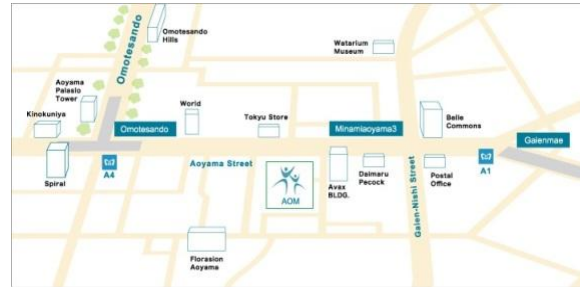 Omotesando
Hills
Omotesando
Watarium
Museum
Aoyama
Palesio
Tower
Kinokuniya
World
Tokyu Store
Belle
Commons
Omotesando
Minamiaoyama3
Gaienmae
Spiral
A4
Aoyama Street
AOM
Avax
BLDG.
Daimaru
Pecock
Gaien-Nishi Street
Postal
Office
A1
Florasion
Aoyama